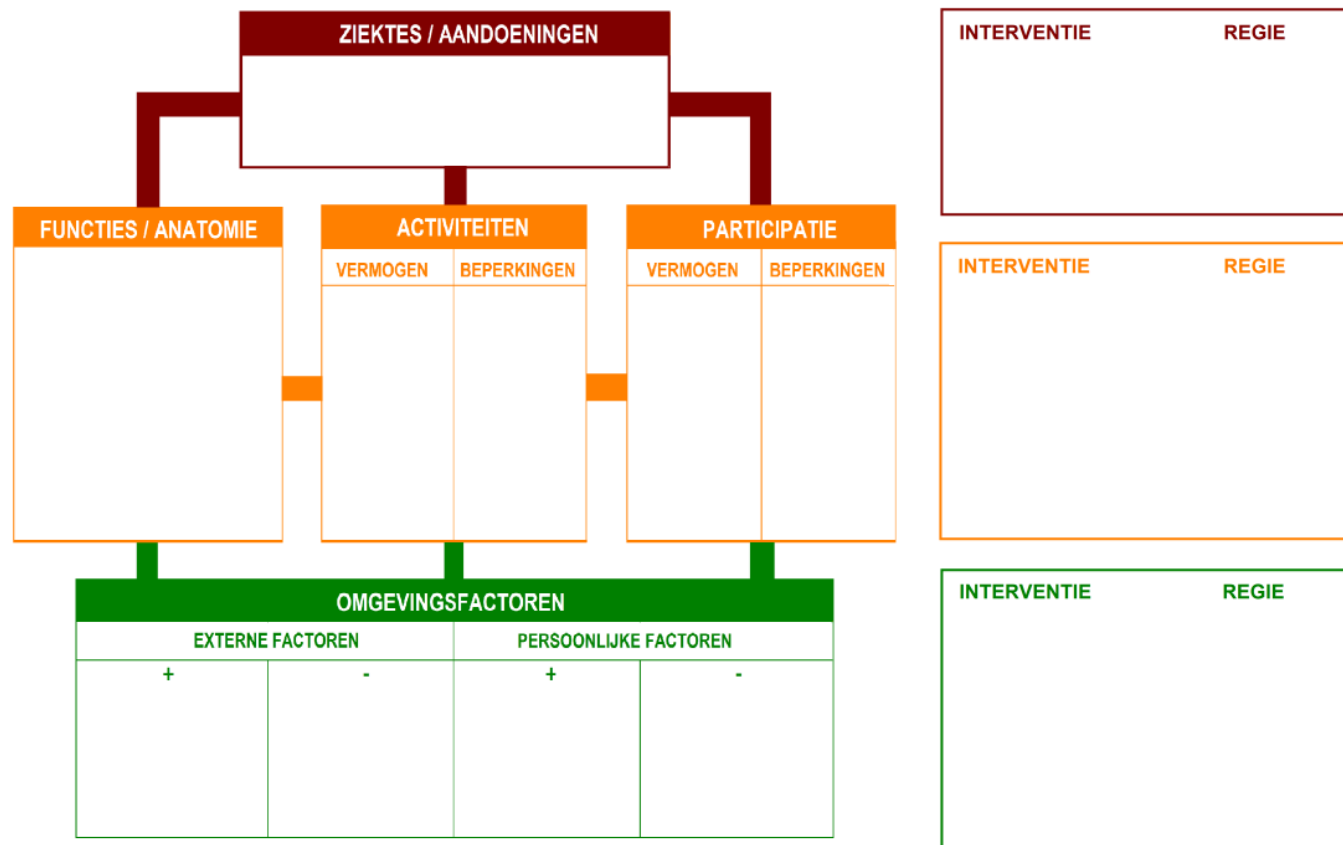 ZIEKTES / AANDOENINGEN
INTERVENTIE REGIE
FUNCTIES / ANATOMIE
ACTIVITEITEN
VERMOGEN BEPERKINGEN
PARTICIPATIE
VERMOGEN BEPERKINGEN
INTERVENTIE REGIE
OMGEVINGSFACTOREN
EXTERNE FACTOREN PERSOONLIJKE FACTOREN
+ - + -
INTERVENTIE REGIE